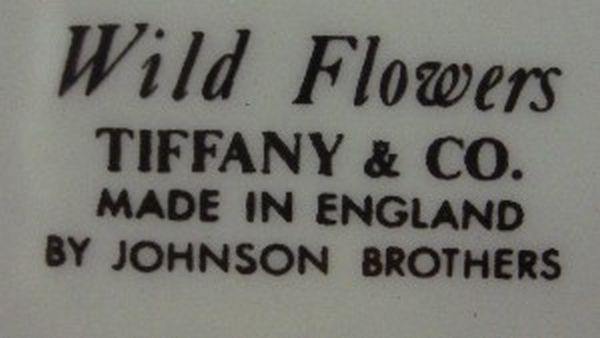 Wild Flowers
TIFFANY & CO.
MADE IN ENGLAND
BY JOHNSON BROTHERS